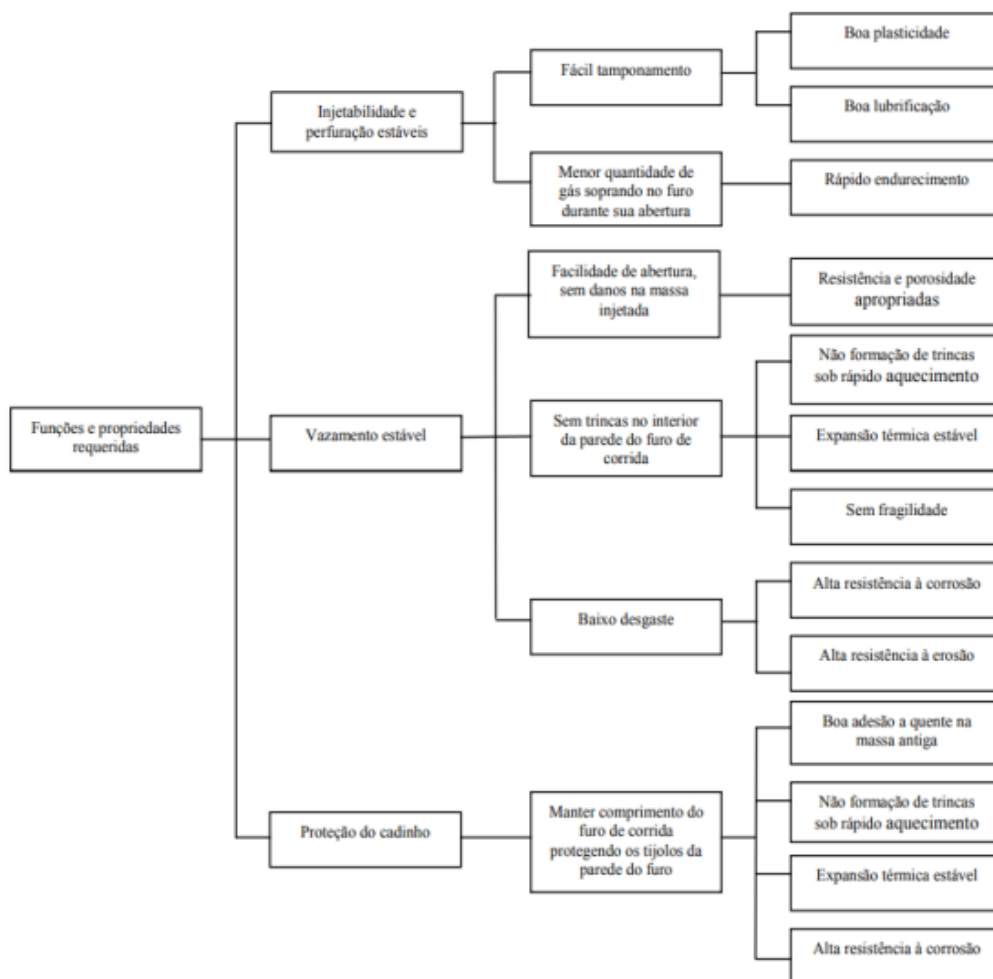 Funções e propriedades
requeridas
Injetabilidade e
perfuração estáveis
Fácil tamponamento
Boa plasticidade
Boa lubrificação
Menor quantidade de
gás soprando no furo
durante sua abertura
Rápido endurecimento
Vazamento estável
Facilidade de abertura,
sem danos na massa
injetada
Resistência e porosidade
apropriadas
Sem trincas no interior
da parede do furo de
corrida
Não formação de trincas
sob rápido aquecimento
Expansão térmica estável
Sem fragilidade
Baixo desgaste
Alta resistência à corrosão
Alta resistência à erosão
Proteção do cadinho
Manter comprimento do
furo de corrida
protegendo os tijolos da
parede do furo
Boa adesão a quente na
massa antiga
Não formação de trincas
sob rápido aquecimento
Expansão térmica estável
Alta resistência à corrosão